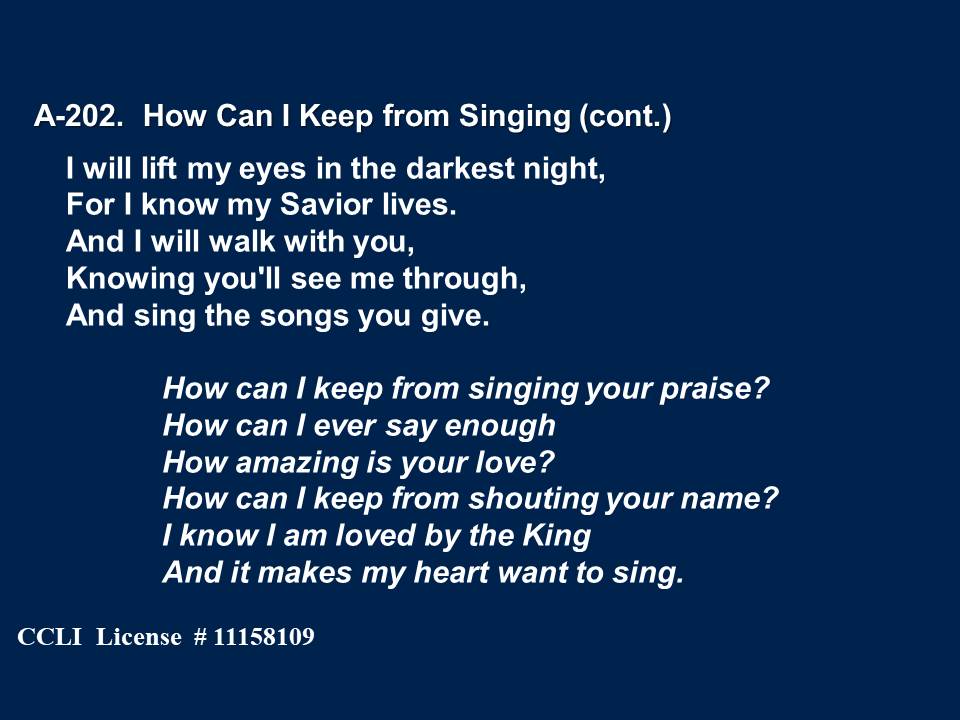 A-202. How Can I Keep from Singing (cont.)
I will lift my eyes in the darkest night,
For I know my Savior lives.
And I will walk with you,
Knowing you'll see me through,
And sing the songs you give.
How can I keep from singing your praise?
How can I ever say enough
How amazing is your love?
How can I keep from shouting your name?
I know I am loved by the King
And it makes my heart want to sing.
CCLI License # 11158109